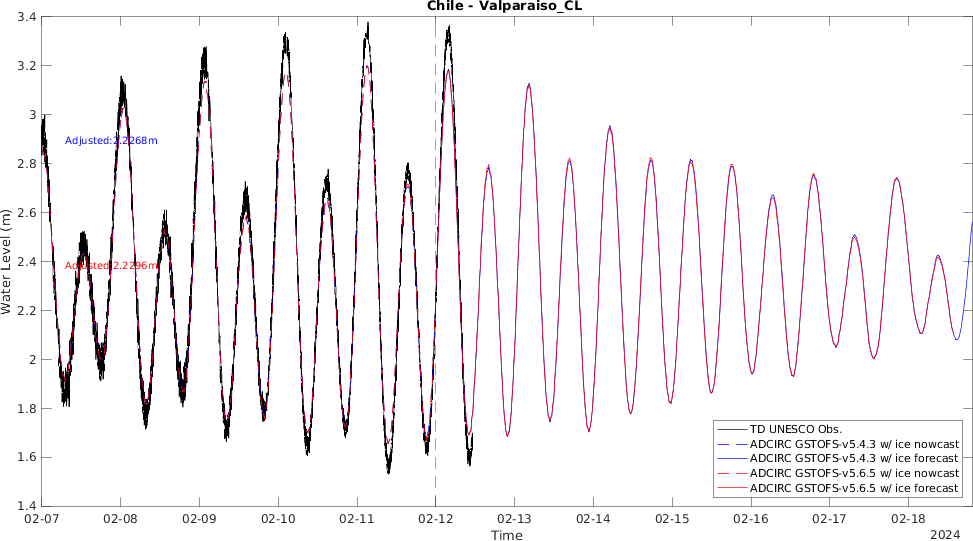 Chile - Valparaiso_CL
3.4
3.2
3
2.8
2.6
2.4
2.2
2
1.8
1.6
1.4
Water Level (m)
Adjusted:2.2268m
Adjusted:2.2296m
TD UNESCO Obs.
ADCIRC GSTOFS-v5.4.3 w/ ice nowcast
ADCIRC GSTOFS-v5.4.3 w/ ice forecast
ADCIRC GSTOFS-v5.6.5 w/ ice nowcast
ADCIRC GSTOFS-v5.6.5 w/ ice forecast
02-07 02-08 02-09 02-10 02-11 02-12 02-13 02-14 02-15 02-16 02-17 02-18
Time
2024